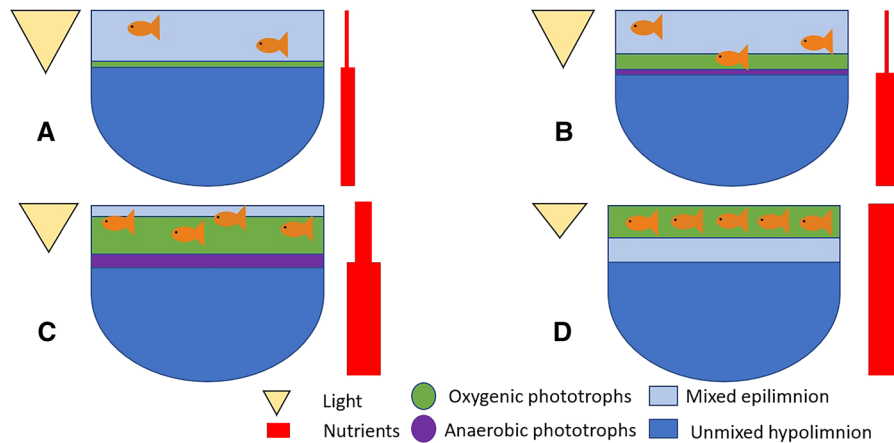 A
B
C
D
Light
Oxygenic phototrophs
Mixed epilimnion
Nutrients
Anaerobic phototrophs
Unmixed hypolimnion